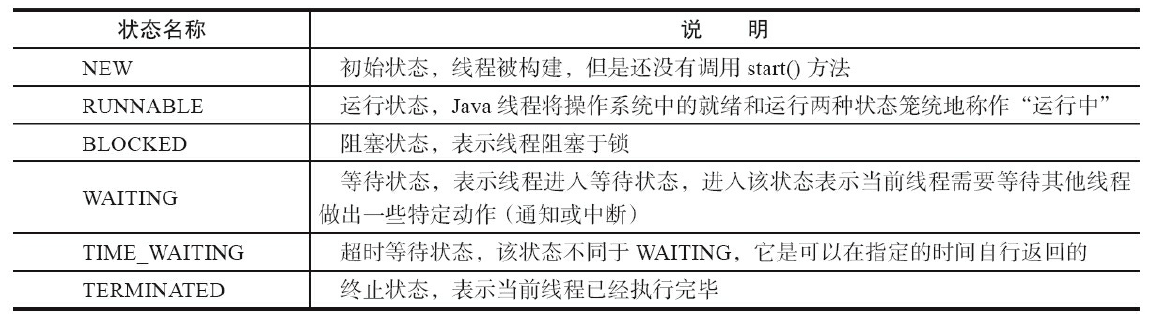 状态名称 说 明
NEW 初始状态，线程被构建，但是还没有调用 start() 方法
RUNNABLE 运行状态，Java 线程将操作系统中的就绪和运行两种状态笼统地称作“运行中”
BLOCKED 阻塞状态，表示线程阻塞于锁
WAITING 等待状态，表示线程进入等待状态，进入该状态表示当前线程需要等待其他线程
做出一些特定动作（通知或中断）
TIME_WAITING 超时等待状态，该状态不同于 WAITING，它是可以在指定的时间自行返回的
TERMINATED 终止状态，表示当前线程已经执行完毕